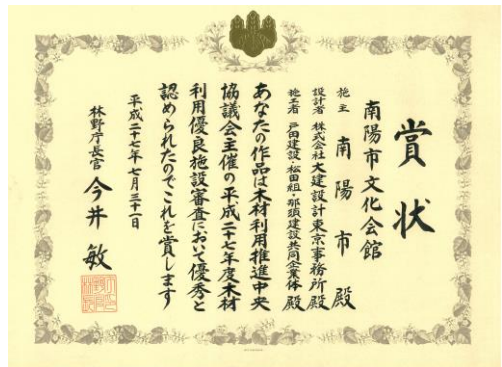 賞状
南陽市文化会館
施主 南陽市 殿
設計者 株式会社大建設計東京事務所 殿
施工者 戸田建設・松田組・那須建設共同企業体 殿
あなたの作品は木材利用推進中央
協議会主催の平成二十七年度木材
利用優良施設審査において優秀と
認められたのでこれを賞します
平成二十七年七月三十一日
林野庁長官 今井 敏